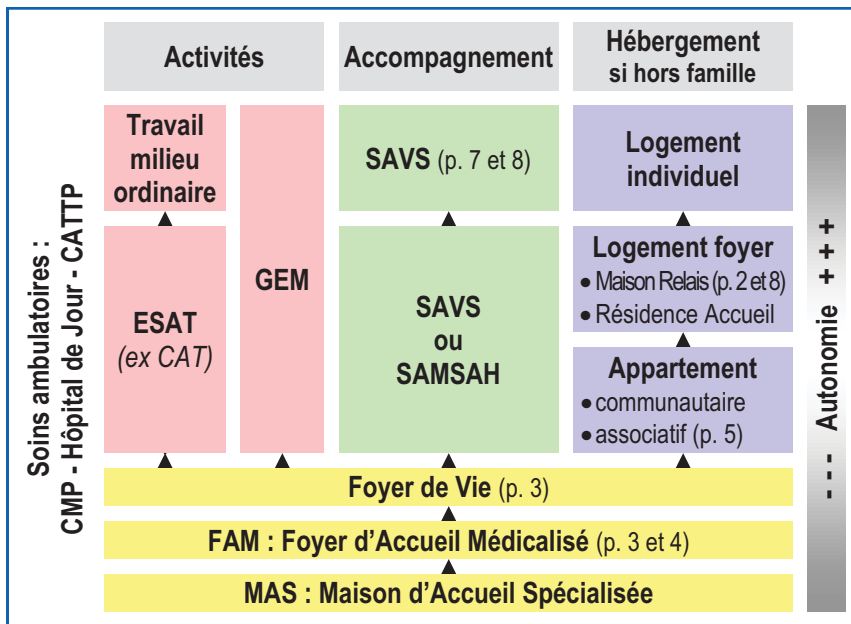 Activités
Accompagnement
Hébergement
si hors famille
Soins ambulatoires :
CMP - Hôpital de Jour - CATTP
Travail
milieu
ordinaire
ESAT
(ex CAT)
GEM
SAVS (p. 7 et 8)
SAVS
ou
SAMSAH
Logement
individuel
Logement foyer
• Maison Relais (p. 2 et 8)
• Résidence Accueil
Appartement
• communautaire
• associatif (p. 5)
Foyer de Vie (p. 3)
FAM : Foyer d'Accueil Médicalisé (p. 3 et 4)
MAS : Maison d'Accueil Spécialisée
- - - Autonomie + + +